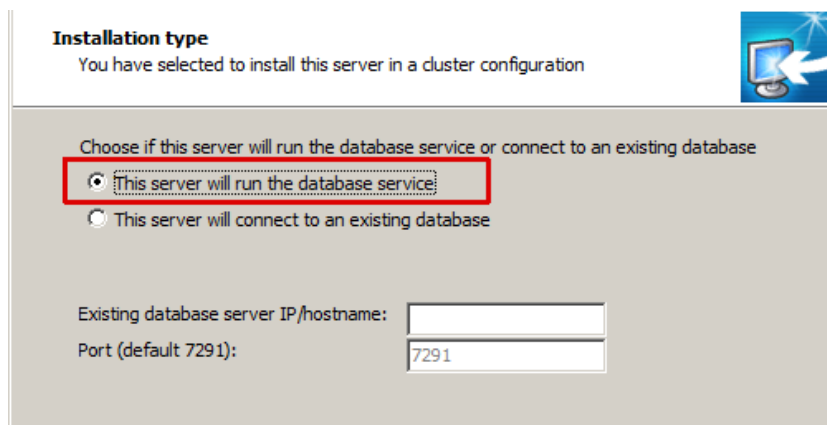 Installation type
You have selected to install this server in a cluster configuration
Choose if this server will run the database service or connect to an existing database
This server will run the database service
This server will connect to an existing database
Existing database server IP/hostname:
Port (default 7291):
7291